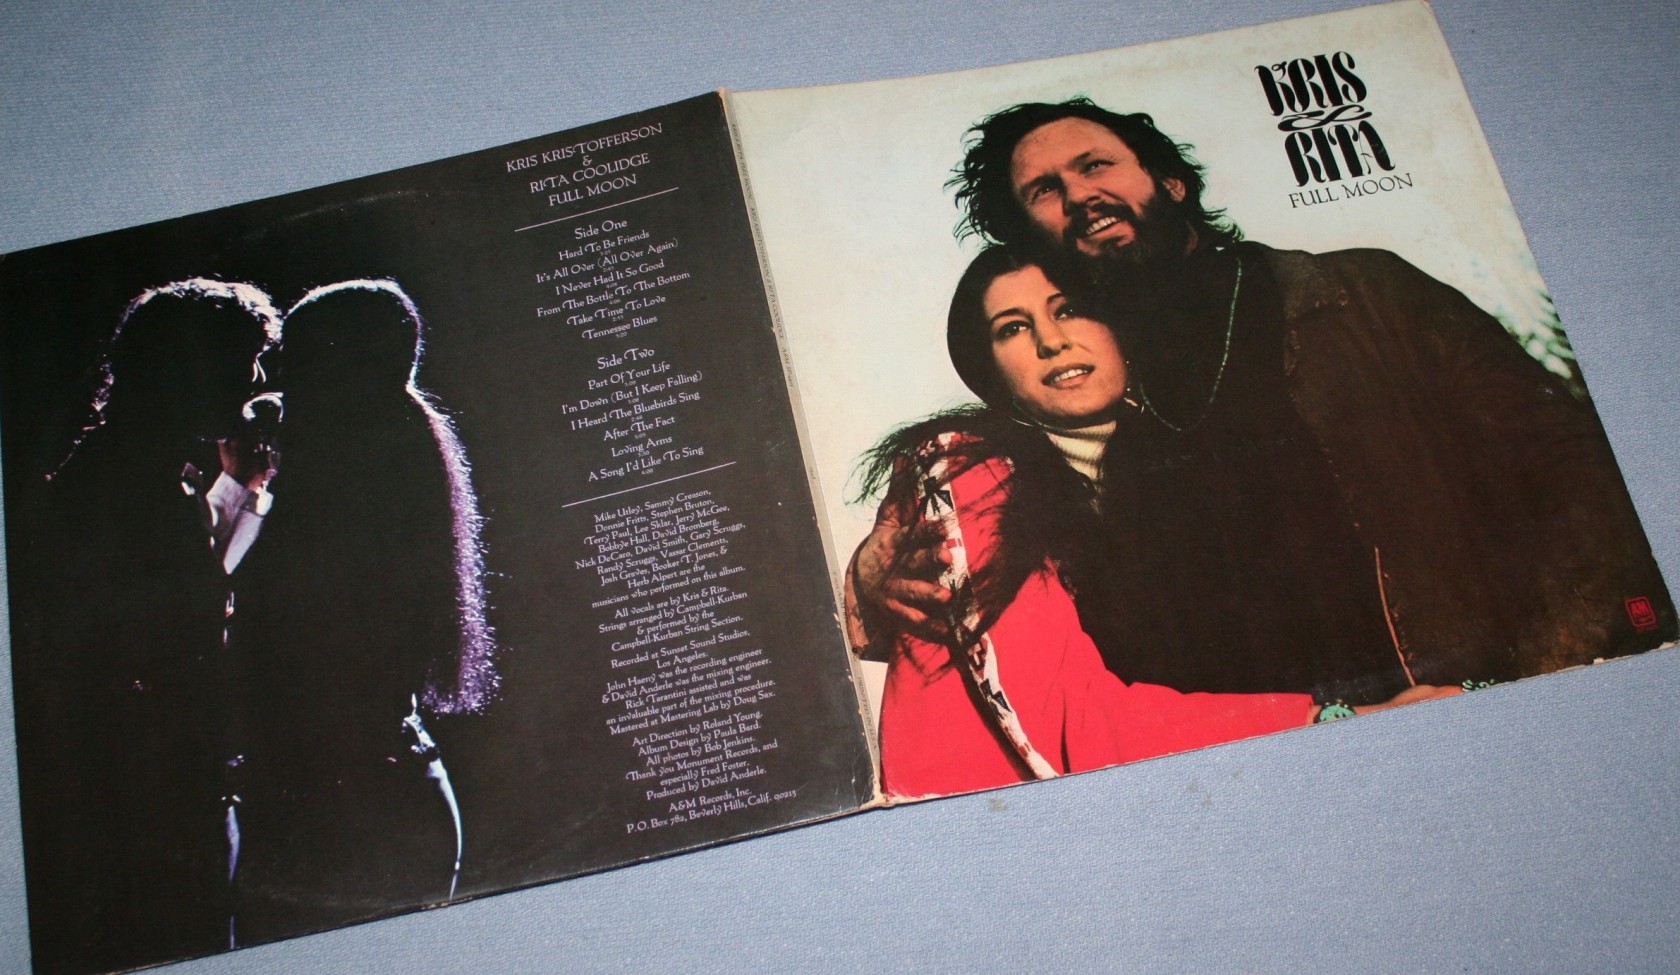 KRIS KRISTOFFERSON
&
RITA COOLIDGE
FULL MOON
Side One
Hard To Be Friends
It's All Over (All Over Again)
I Never Had It So Good
From The Bottle To The Bottom
Take Time To Love
Tennessee Blues
Side Two
Part Of Your Life
I'm Down (But I Keep Falling)
I Heard The Bluebirds Sing
After The Fact
Loving Arms
A Song I'd Like To Sing
Mike Utley, Sammy Creason,
Donnie Fritts, Stephen Bruton,
Terry Paul, Lee Sklar, Jerry McGee,
Bobbye Hall, David Bromberg,
Nick DeCaro, David Smith, Gary Scruggs,
Randy Scruggs, Vassar Clements,
Josh Graves, Booker T. Jones, &
Herb Alpert are the
musicians who performed on this album.
All vocals are by Kris & Rita.
Strings arranged by Campbell-Kurban
& performed by the
Campbell-Kurban String Section.
Recorded at Sunset Sound Studios,
Los Angeles.
John Haeny was the recording engineer
& David Anderle was the mixing engineer.
Rick Tarantini assisted and was
an invaluable part of the mixing procedure.
Mastered at Mastering Lab by Doug Sax.
Art Direction by Roland Young.
Album Design by Paula Bard.
All photos by Bob Jenkins.
Thank you Monument Records, and
especially Fred Foster.
Produced by David Anderle.
A&M Records, Inc.
P.O. Box 782, Beverly Hills, Calif. 90213
KRIS
&
RITA
FULL MOON
A&M